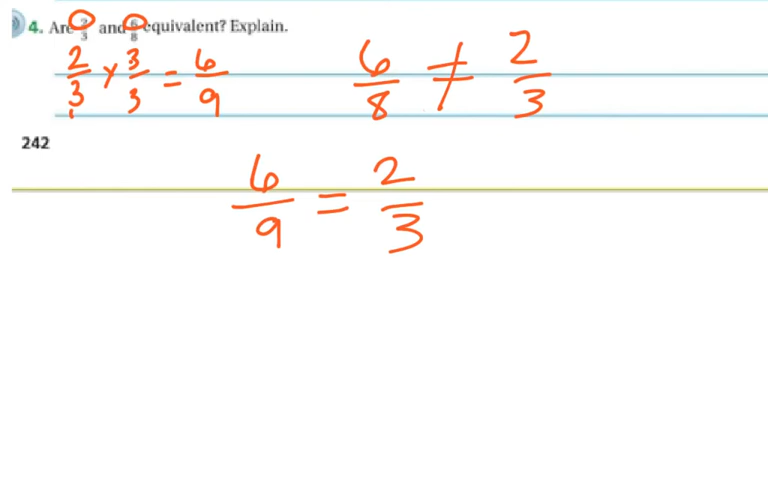 4. Are 2/3 and 6/8 equivalent? Explain.
2/3 × 3/3 = 6/9
6/8 ≠ 2/3
242
6/9 = 2/3